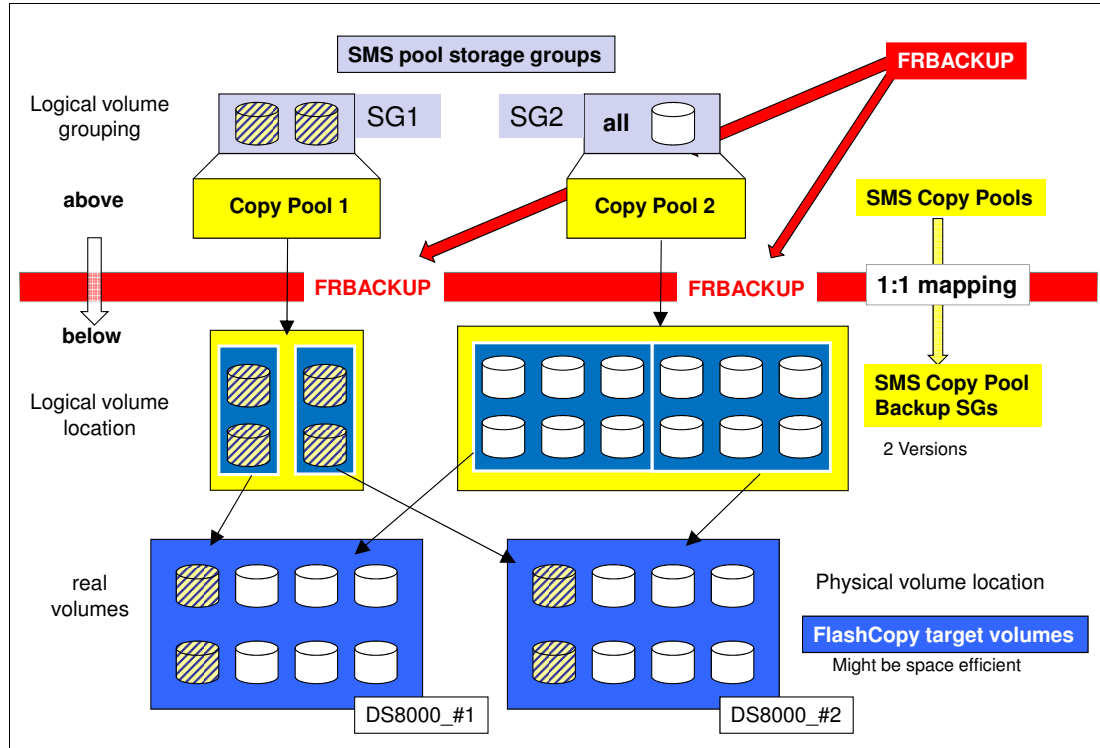 SMS pool storage groups
FRBACKUP
Logical volume
grouping
SG1
SG2
all
above
Copy Pool 1
Copy Pool 2
SMS Copy Pools
FRBACKUP
FRBACKUP
1:1 mapping
below
Logical volume
location
SMS Copy Pool
Backup SGs
2 Versions
real
volumes
Physical volume location
FlashCopy target volumes
Might be space efficient
DS8000_#1
DS8000_#2